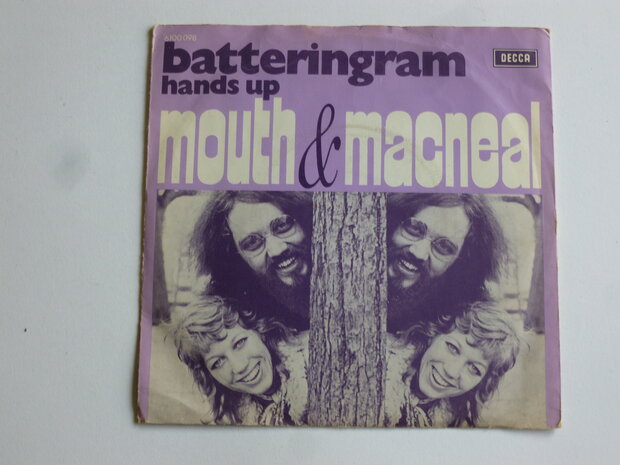 6100 098
batteringram
DECCA
hands up
mouth & macneal